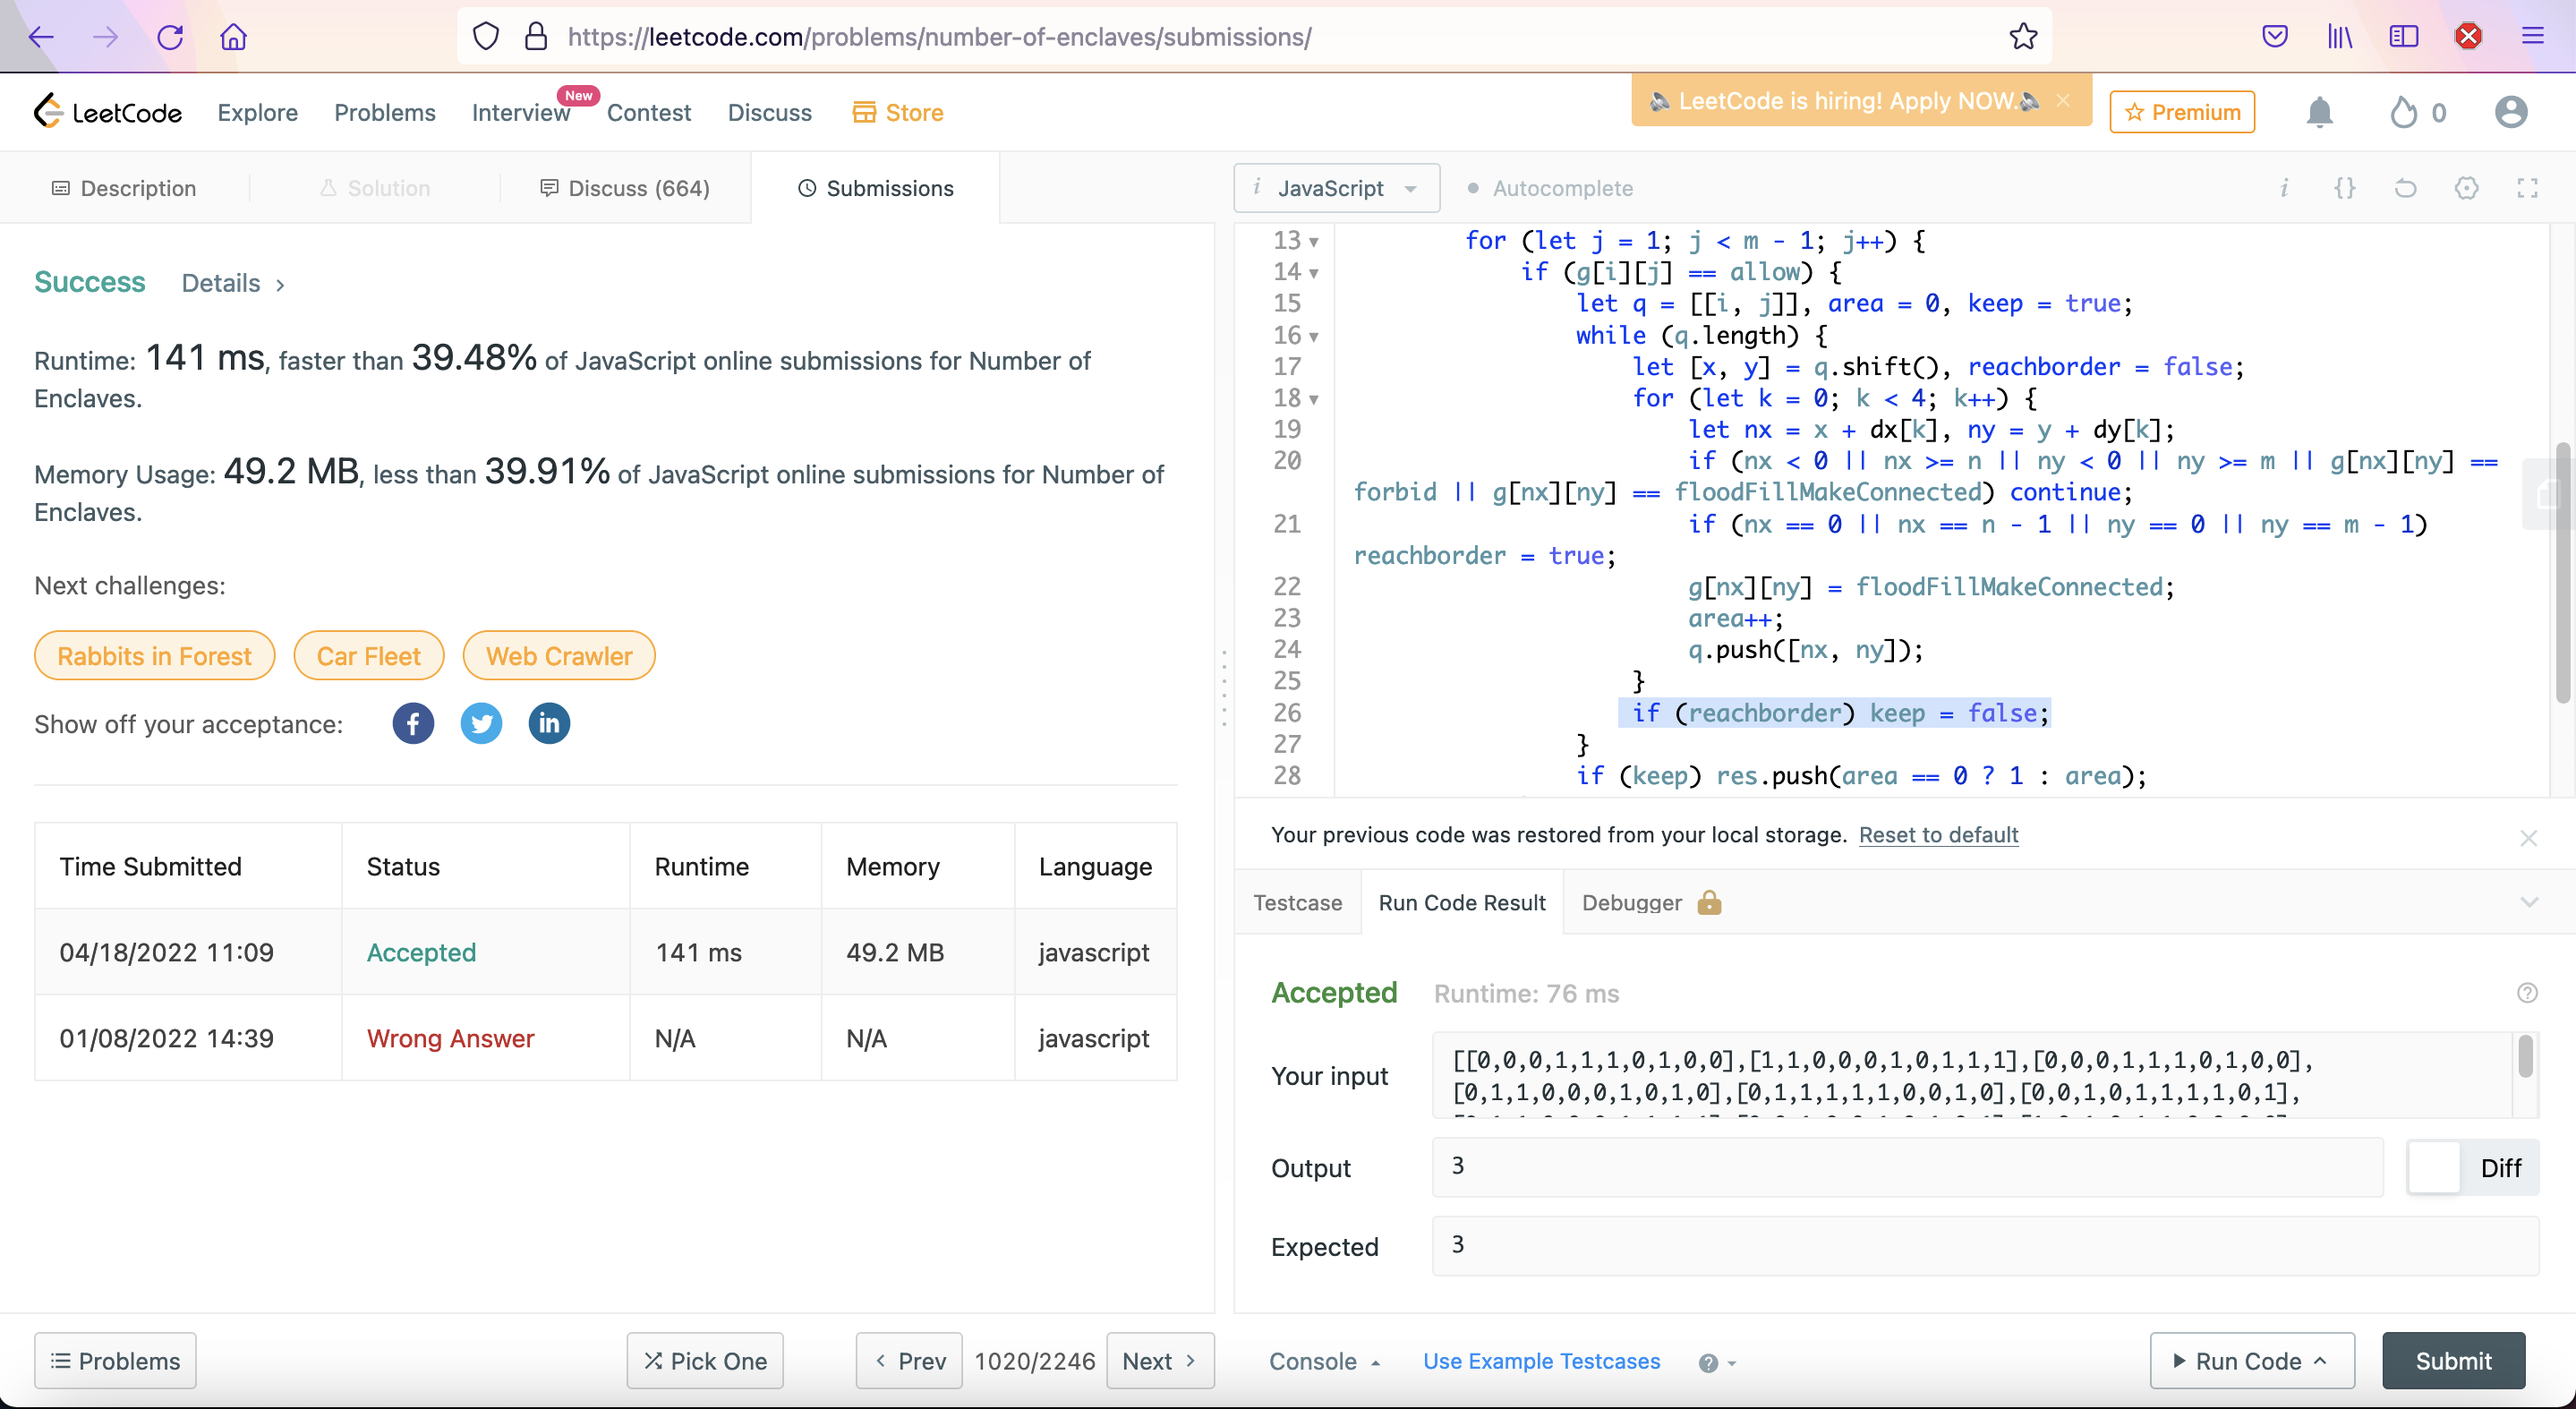 https://leetcode.com/problems/number-of-enclaves/submissions/
LeetCode
Explore
Problems
Interview
New
Contest
Discuss
Store
LeetCode is hiring! Apply NOW.
Premium
0
Description
Solution
Discuss (664)
Submissions
Success
Details
Runtime: 141 ms, faster than 39.48% of JavaScript online submissions for Number of
Enclaves.
Memory Usage: 49.2 MB, less than 39.91% of JavaScript online submissions for Number of
Enclaves.
Next challenges:
Rabbits in Forest
Car Fleet
Web Crawler
Show off your acceptance:
Time Submitted Status Runtime Memory Language
04/18/2022 11:09 Accepted 141 ms 49.2 MB javascript
01/08/2022 14:39 Wrong Answer N/A N/A javascript
Problems
Pick One
Prev
1020/2246
Next
i JavaScript
Autocomplete
i {}
13 for (let j = 1; j < m - 1; j++) {
14 if (g[i][j] == allow) {
15 let q = [[i, j]], area = 0, keep = true;
16 while (q.length) {
17 let [x, y] = q.shift(), reachborder = false;
18 for (let k = 0; k < 4; k++) {
19 let nx = x + dx[k], ny = y + dy[k];
20 if (nx < 0 || nx >= n || ny < 0 || ny >= m || g[nx][ny] ==
forbid || g[nx][ny] == floodFillMakeConnected) continue;
21 if (nx == 0 || nx == n - 1 || ny == 0 || ny == m - 1)
reachborder = true;
22 g[nx][ny] = floodFillMakeConnected;
23 area++;
24 q.push([nx, ny]);
25 }
26 if (reachborder) keep = false;
27 }
28 if (keep) res.push(area == 0 ? 1 : area);
Your previous code was restored from your local storage. Reset to default
Testcase
Run Code Result
Debugger
Accepted
Runtime: 76 ms
Your input
[[0,0,0,1,1,1,0,1,0,0],[1,1,0,0,0,1,0,1,1,1],[0,0,0,1,1,1,0,1,0,0],
[0,1,1,0,0,0,1,0,1,0],[0,1,1,1,1,1,0,0,1,0],[0,0,1,0,1,1,1,1,0,1],
Output
3
Diff
Expected
3
Console
Use Example Testcases
Run Code
Submit